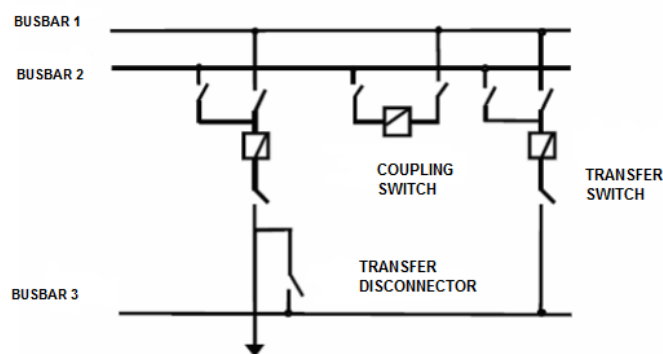 BUSBAR 1
BUSBAR 2
COUPLING
SWITCH
TRANSFER
SWITCH
TRANSFER
DISCONNECTOR
BUSBAR 3